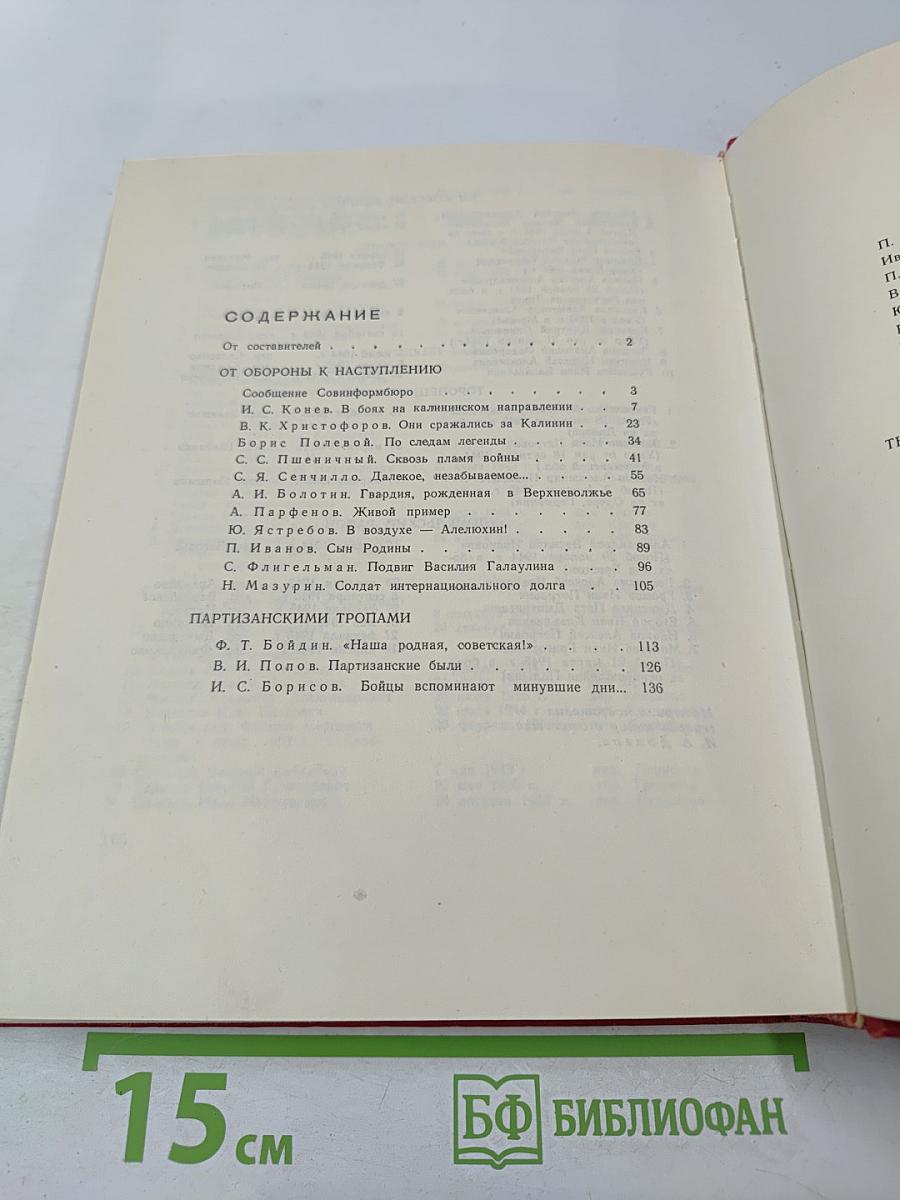 СОДЕРЖАНИЕ
От составителей . . . . . . . . . . . . . 2
ОТ ОБОРОНЫ К НАСТУПЛЕНИЮ
Сообщение Совинформбюро . . . . . . . . 3
И. С. Конев. В боях на калининском направлении . . 7
В. К. Христофоров. Они сражались за Калинин . . 23
Борис Полевой. По следам легенды . . . . . 34
С. С. Пшеничный. Сквозь пламя войны . . . . 41
С. Я. Сенчилло. Далекое, незабываемое... . . . . 55
А. И. Болотин. Гвардия, рожденная в Верхневолжье 65
А. Парфенов. Живой пример . . . . . . . 77
Ю. Ястребов. В воздухе — Алелюхин! . . . . . 83
П. Иванов. Сын Родины . . . . . . . . . 89
С. Флигельман. Подвиг Василия Галаулина . . . 96
Н. Мазурин. Солдат интернационального долга . . 105
ПАРТИЗАНСКИМИ ТРОПАМИ
Ф. Т. Бойдин. «Наша родная, советская!» . . . . 113
В. И. Попов. Партизанские были . . . . . . . 126
И. С. Борисов. Бойцы вспоминают минувшие дни... 136
П.
Ив
П.
В
15 см
БФ БИБЛИОФАН